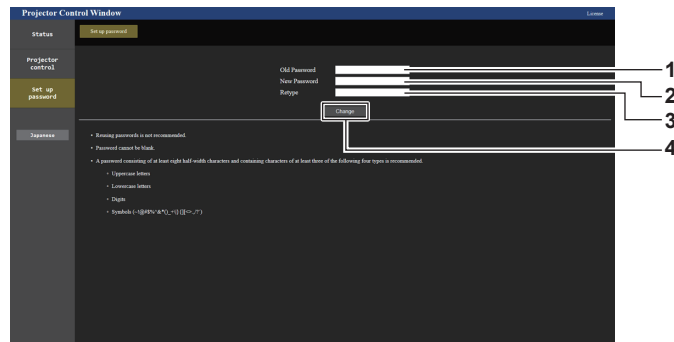 Projector Control Window
License
Status
Set up password
Projector
control
Set up
password
Japanese
Old Password
New Password
Retype
Change
1
2
3
4
• Reusing passwords is not recommended.
• Password cannot be blank.
• A password consisting of at least eight half-width characters and containing characters of at least three of the following four types is recommended.
◦ Uppercase letters
◦ Lowercase letters
◦ Digits